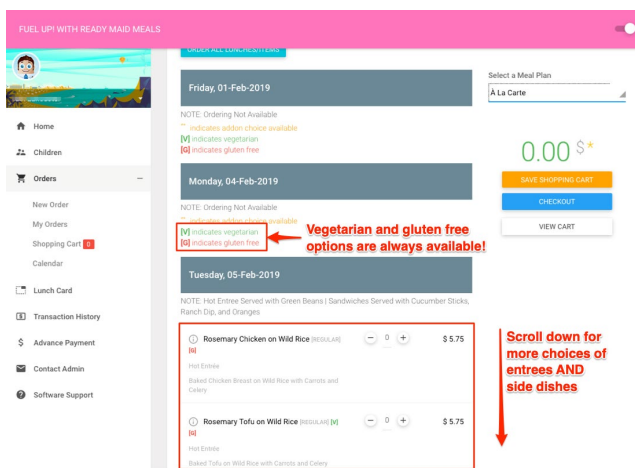 FUEL UP! WITH READY MAID MEALS
ORDER ALL LUNCHES/ITEMS
Home
Children
Orders
New Order
My Orders
Shopping Cart 0
Calendar
Lunch Card
Transaction History
Advance Payment
Contact Admin
Software Support
Friday, 01-Feb-2019
NOTE: Ordering Not Available
** indicates addon choice available
[V] indicates vegetarian
[G] indicates gluten free
Monday, 04-Feb-2019
NOTE: Ordering Not Available
** indicates addon choice available
[V] indicates vegetarian
[G] indicates gluten free
Vegetarian and gluten free
options are always available!
Tuesday, 05-Feb-2019
NOTE: Hot Entree Served with Green Beans | Sandwiches Served with Cucumber Sticks,
Ranch Dip, and Oranges
Rosemary Chicken on Wild Rice [REGULAR] − 0 + $ 5.75
[G]
Hot Entrée
Baked Chicken Breast on Wild Rice with Carrots and
Celery
Rosemary Tofu on Wild Rice [REGULAR] [V] − 0 + $ 5.75
[G]
Hot Entrée
Baked Tofu on Wild Rice with Carrots and Celery
Select a Meal Plan
À La Carte
0.00 $*
SAVE SHOPPING CART
CHECKOUT
VIEW CART
Scroll down for
more choices of
entrees AND
side dishes